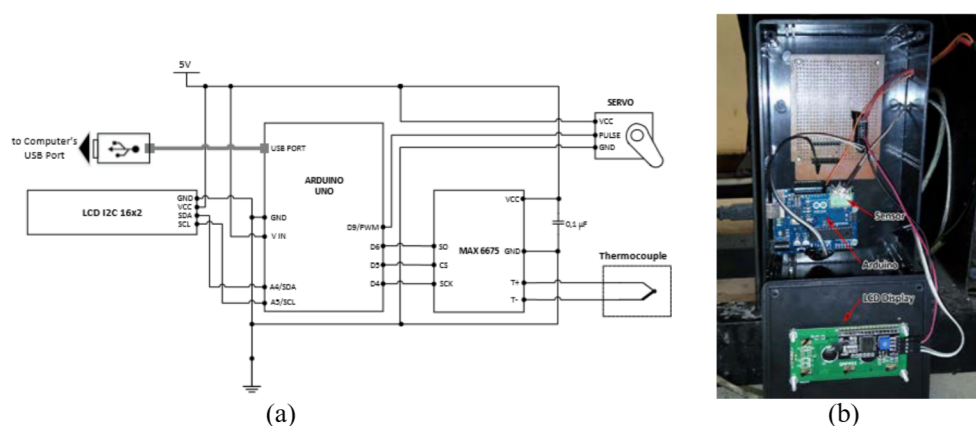 5V
SERVO
VCC
PULSE
GND
to Computer's
USB Port
USB PORT
ARDUINO
UNO
LCD I2C 16x2
GND
VCC
SDA
SCL
GND
V IN
A4/SDA
A5/SCL
D9/PWM
D6
D5
D4
SO
CS
SCK
MAX 6675
VCC
GND
T+
T-
0,1 µF
Thermocouple
Sensor
Arduino
LCD Display
(a)
(b)